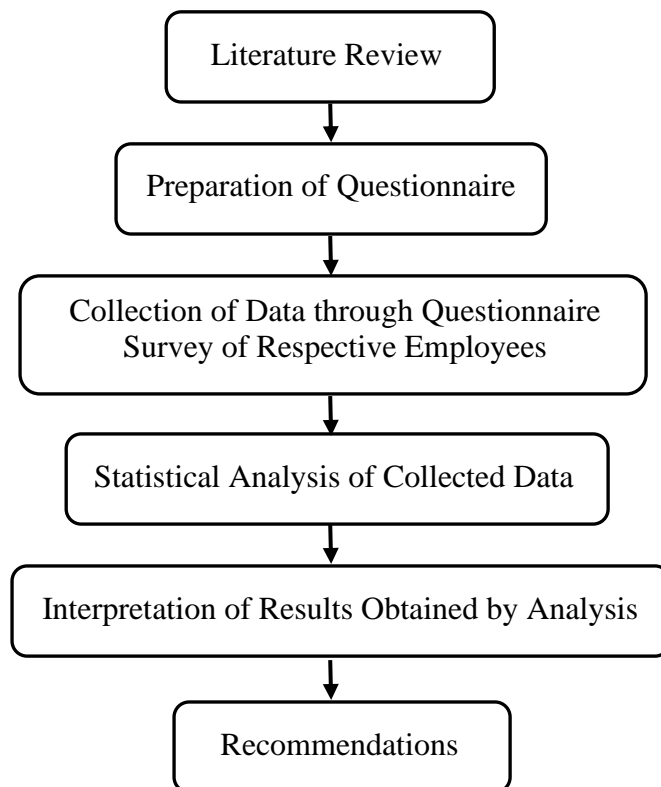 Literature Review
Preparation of Questionnaire
Collection of Data through Questionnaire
Survey of Respective Employees
Statistical Analysis of Collected Data
Interpretation of Results Obtained by Analysis
Recommendations